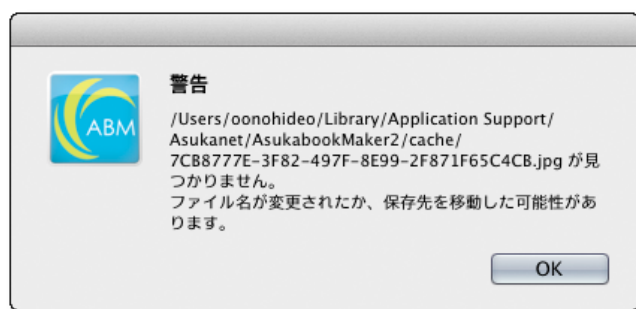 ABM
警告
/Users/oonohideo/Library/Application Support/
Asukanet/AsukabookMaker2/cache/
7CB8777E-3F82-497F-8E99-2F871F65C4CB.jpg が見
つかりません。
ファイル名が変更されたか、保存先を移動した可能性があ
ります。
OK